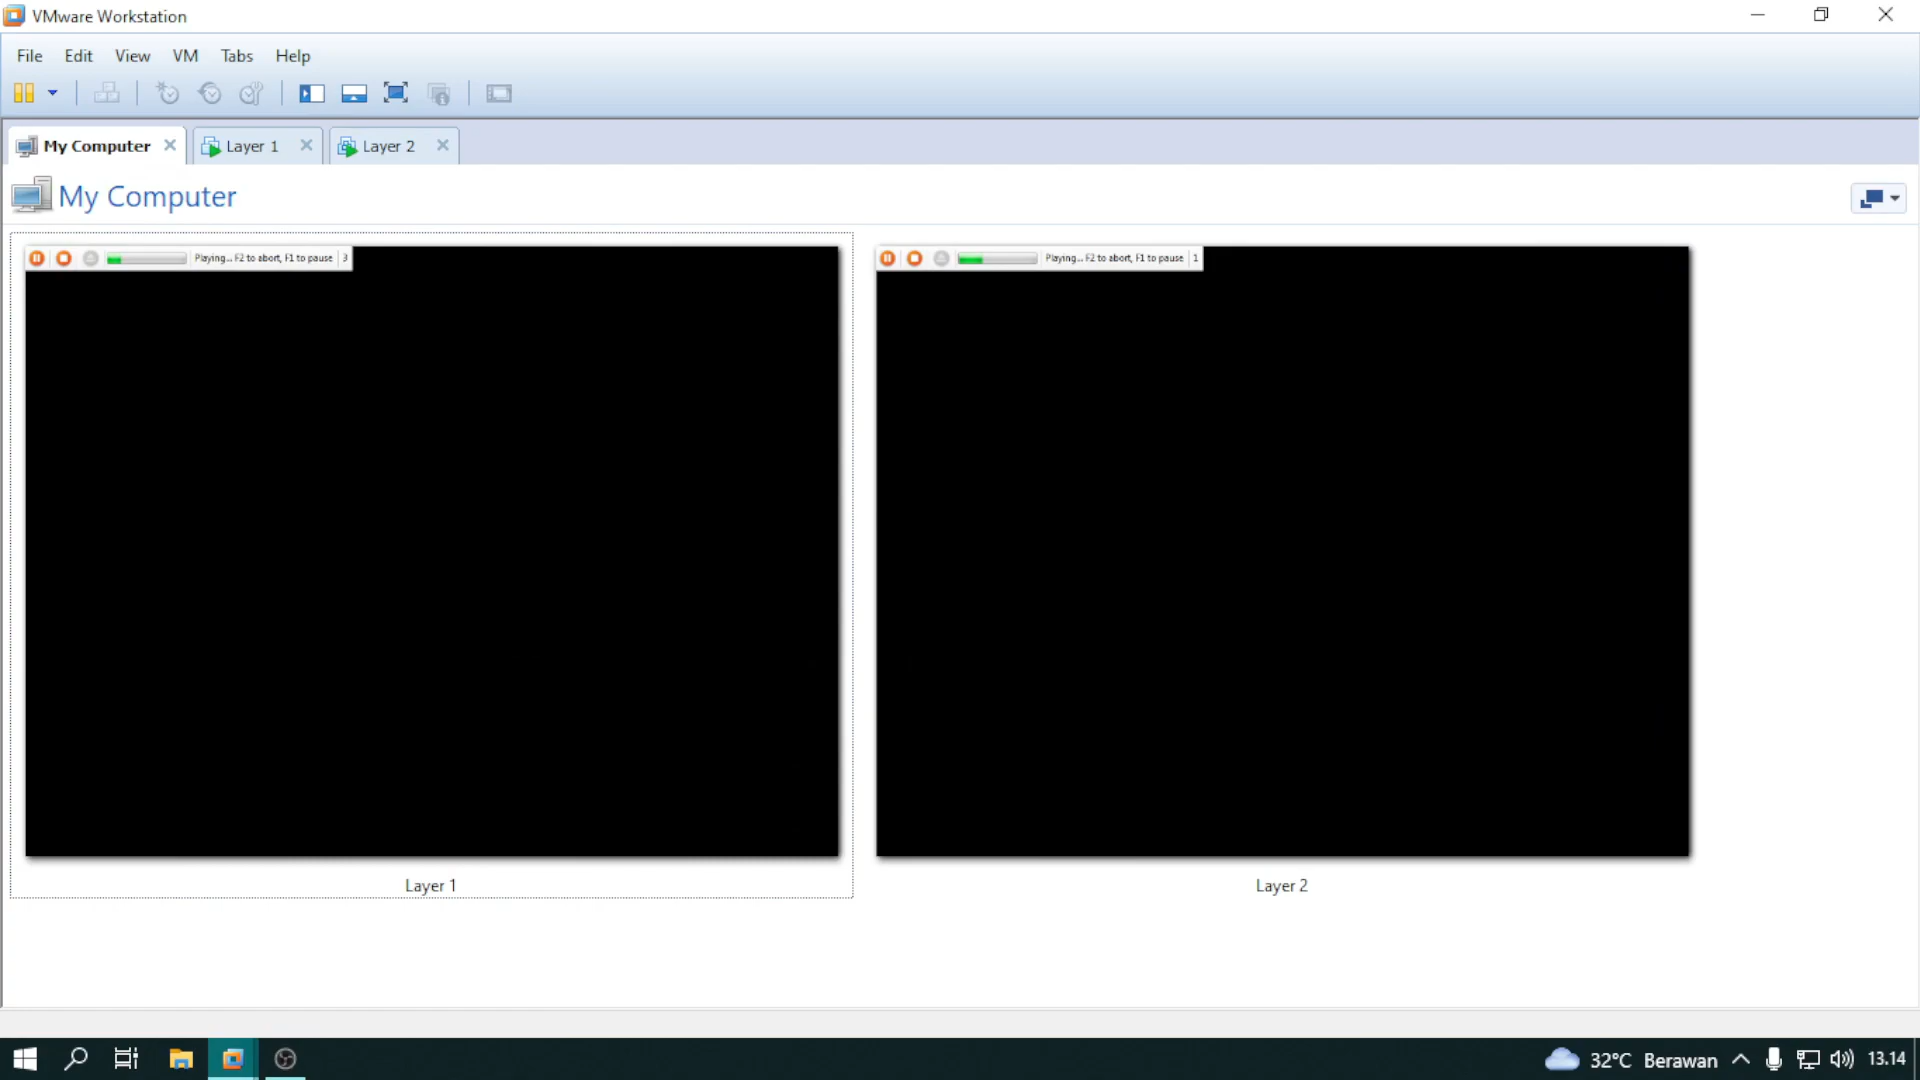 VMware Workstation
File Edit View VM Tabs Help
My Computer Layer 1 Layer 2
My Computer
Playing... F2 to abort, F1 to pause 3
Playing... F2 to abort, F1 to pause 1
Layer 1
Layer 2
32°C Berawan 13.14